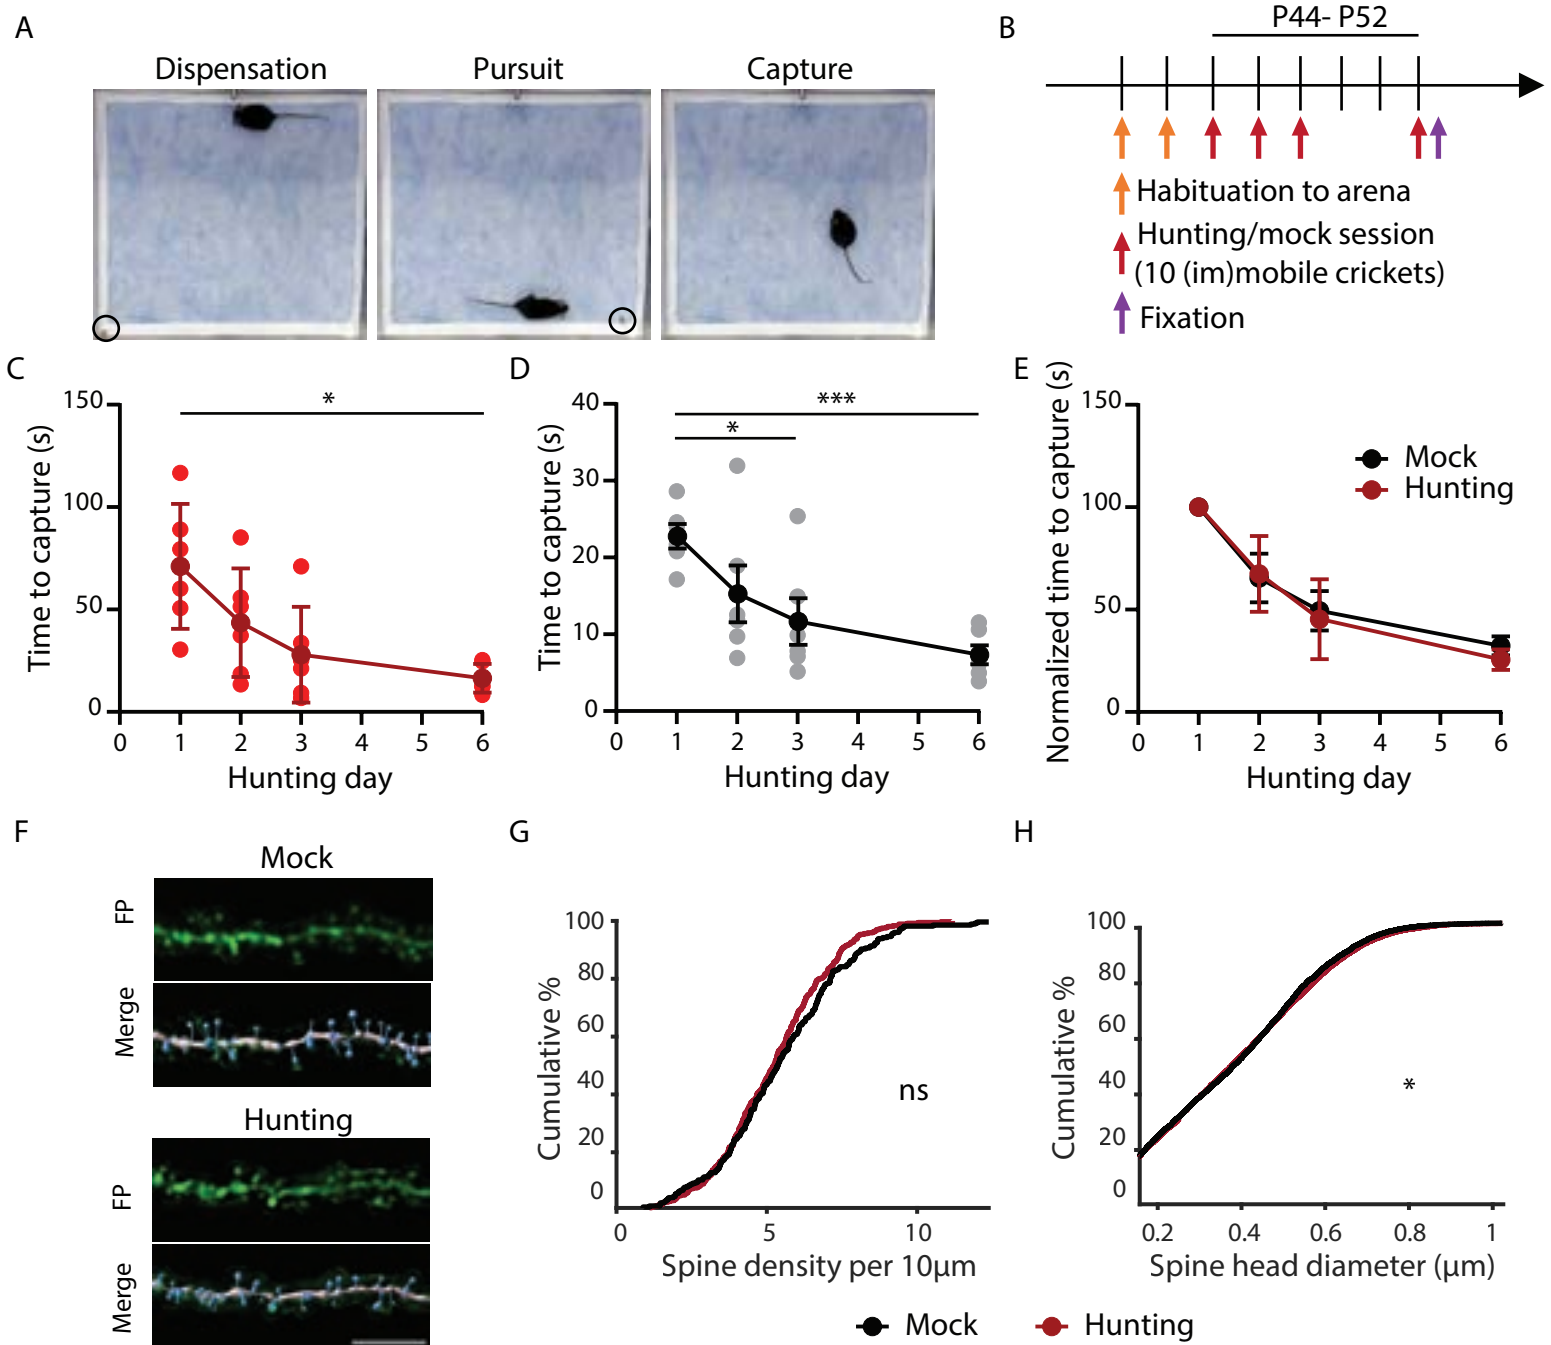 A
Dispensation
Pursuit
Capture
B
P44- P52
Habituation to arena
Hunting/mock session
(10 (im)mobile crickets)
Fixation
C
Time to capture (s)
150
100
50
0
*
0 1 2 3 4 5 6
Hunting day
D
Time to capture (s)
40
30
20
10
0
***
*
0 1 2 3 4 5 6
Hunting day
E
Normalized time to capture (s)
150
100
50
0
Mock
Hunting
0 1 2 3 4 5 6
Hunting day
F
Mock
FP
Merge
Hunting
FP
Merge
G
Cumulative %
100
80
60
40
20
0
ns
0 5 10
Spine density per 10µm
H
Cumulative %
100
80
60
40
20
0
*
0.2 0.4 0.6 0.8 1
Spine head diameter (µm)
Mock Hunting